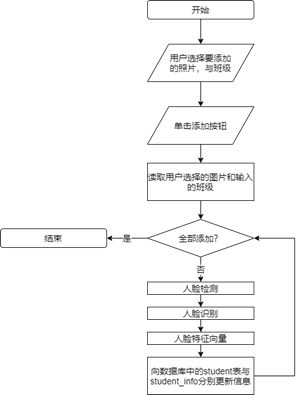 开始
用户选择要添加
的照片，与班级
单击添加按钮
读取用户选择的图片和输入
的班级
全部添加?
是
结束
否
人脸检测
人脸识别
人脸特征向量
向数据库中的student表与
student_info分别更新信息